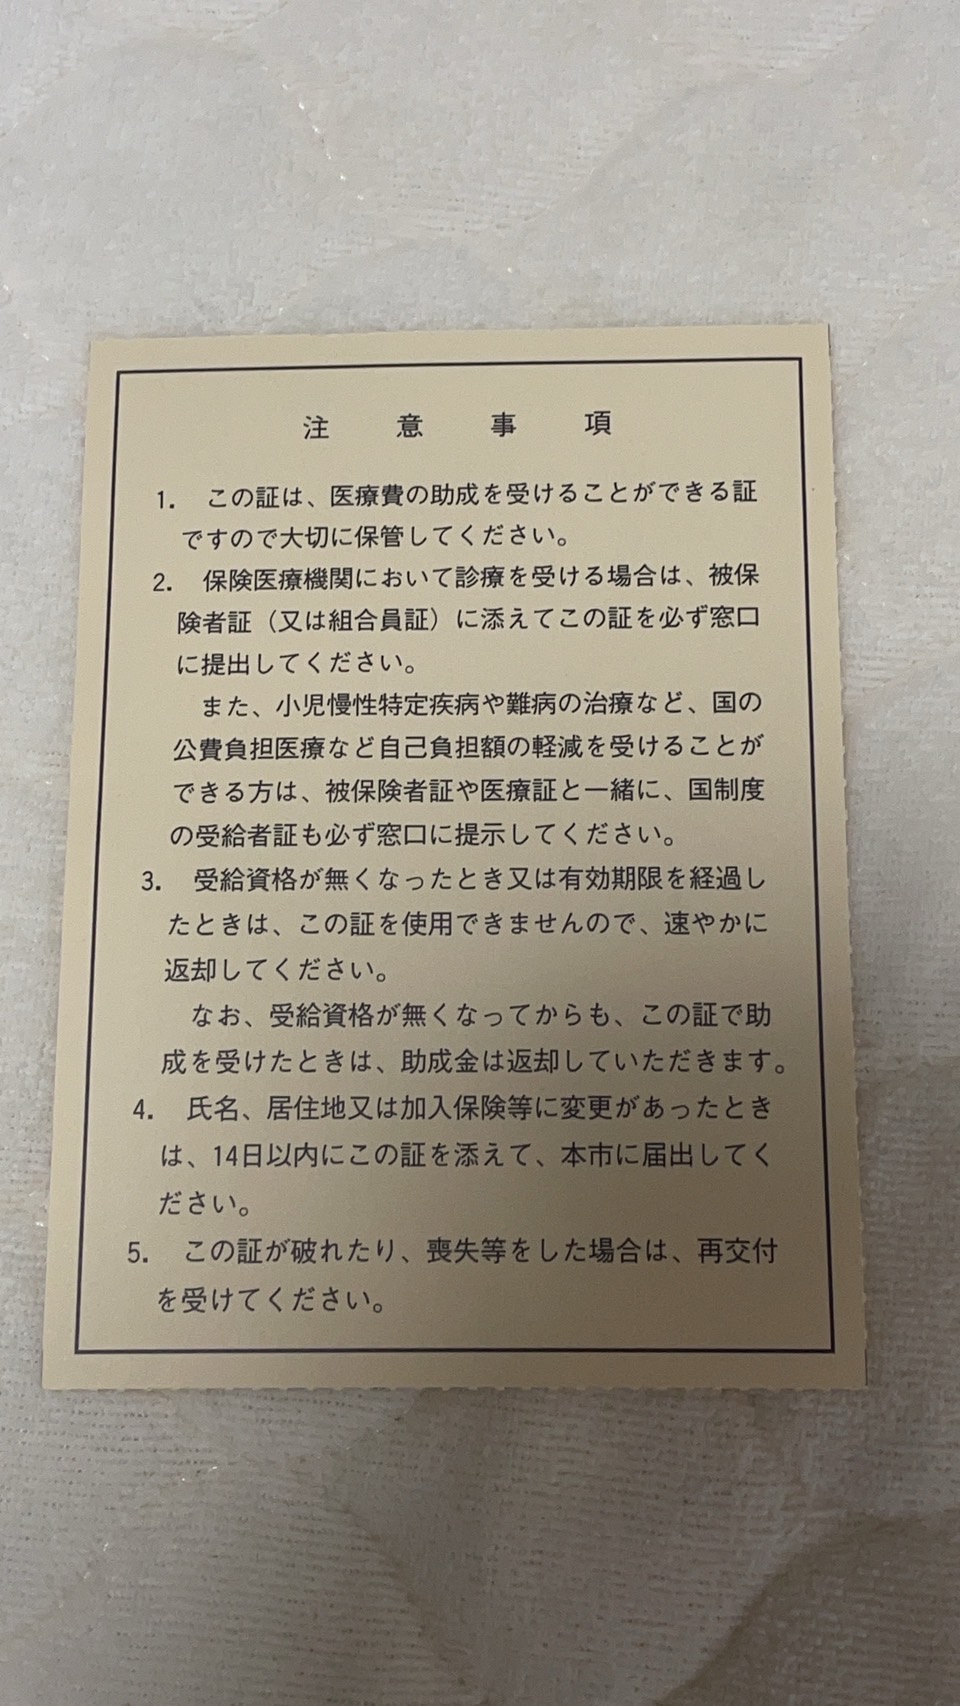 注意事項
1. この証は、医療費の助成を受けることができる証
ですので大切に保管してください。
2. 保険医療機関において診療を受ける場合は、被保
険者証（又は組合員証）に添えてこの証を必ず窓口
に提出してください。
また、小児慢性特定疾病や難病の治療など、国の
公費負担医療など自己負担額の軽減を受けることが
できる方は、被保険者証や医療証と一緒に、国制度
の受給者証も必ず窓口に提示してください。
3. 受給資格が無くなったとき又は有効期限を経過し
たときは、この証を使用できませんので、速やかに
返却してください。
なお、受給資格が無くなってからも、この証で助
成を受けたときは、助成金は返却していただきます。
4. 氏名、居住地又は加入保険等に変更があったとき
は、14日以内にこの証を添えて、本市に届出してく
ださい。
5. この証が破れたり、喪失等をした場合は、再交付
を受けてください。